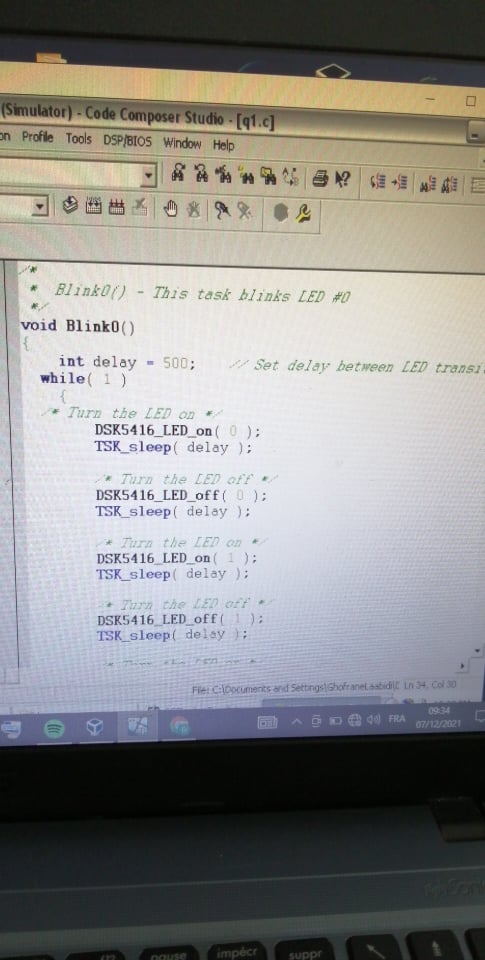 (Simulator) - Code Composer Studio - [q1.c]
on Profile Tools DSP/BIOS Window Help
/*
* Blink0() - This task blinks LED #0
*/
void Blink0()
{
int delay = 500; // Set delay between LED transi
while( 1 )
{
/* Turn the LED on */
DSK5416_LED_on( 0 );
TSK_sleep( delay );
/* Turn the LED off */
DSK5416_LED_off( 0 );
TSK_sleep( delay );
/* Turn the LED on */
DSK5416_LED_on( 1 );
TSK_sleep( delay );
/* Turn the LED off */
DSK5416_LED_off( 1 );
TSK_sleep( delay );
File: C:\Documents and Settings\GhofraneLaabidi\ Ln 34, Col 30
FRA
09:34
07/12/2021
pause impécr suppr